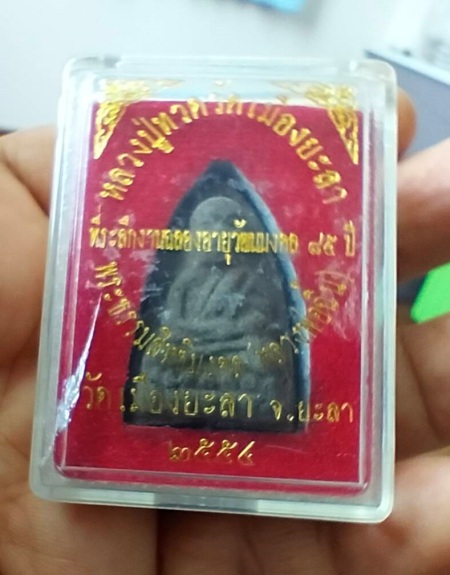 หลวงปู่ทวดวัดเมืองยะลา
ที่ระลึกงานฉลองอายุวัฒนมงคล ๘๕ ปี
วัดเมืองยะลา จ.ยะลา
๒๕๕๔